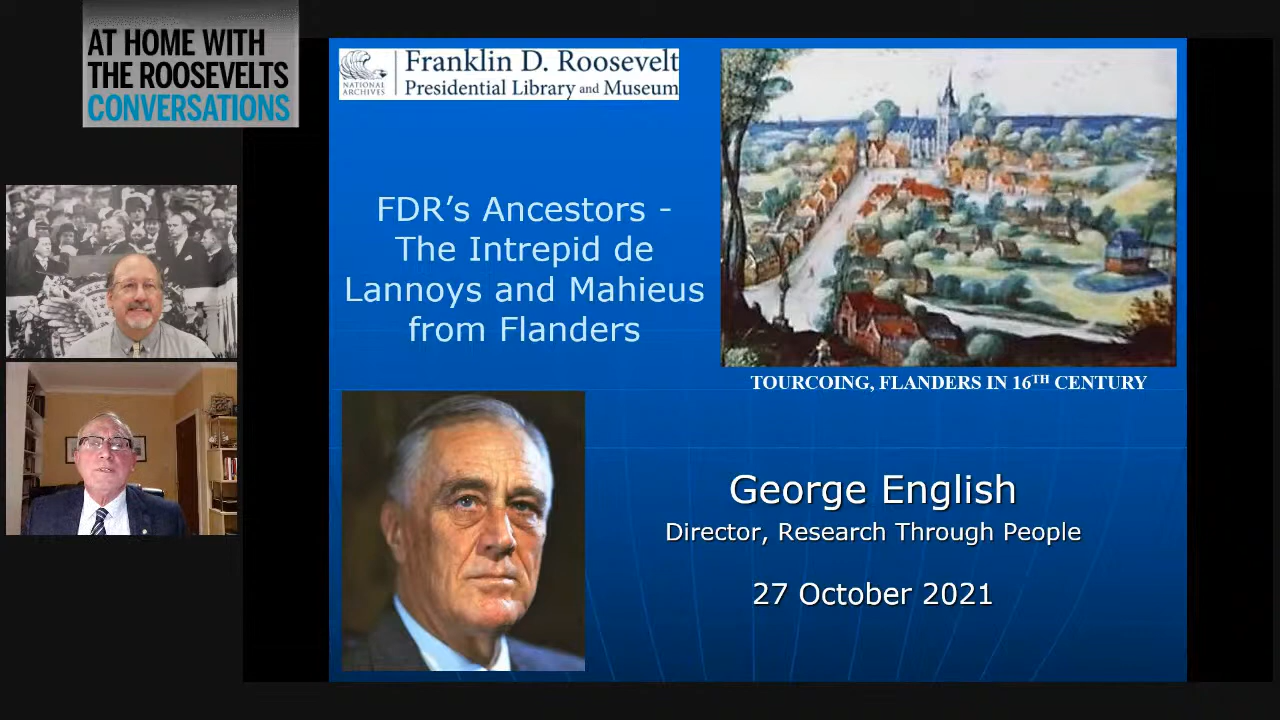 AT HOME WITH
THE ROOSEVELTS
CONVERSATIONS
NATIONAL
ARCHIVES
Franklin D. Roosevelt
Presidential Library and Museum
FDR's Ancestors -
The Intrepid de
Lannoys and Mahieus
from Flanders
TOURCOING, FLANDERS IN 16TH CENTURY
George English
Director, Research Through People
27 October 2021